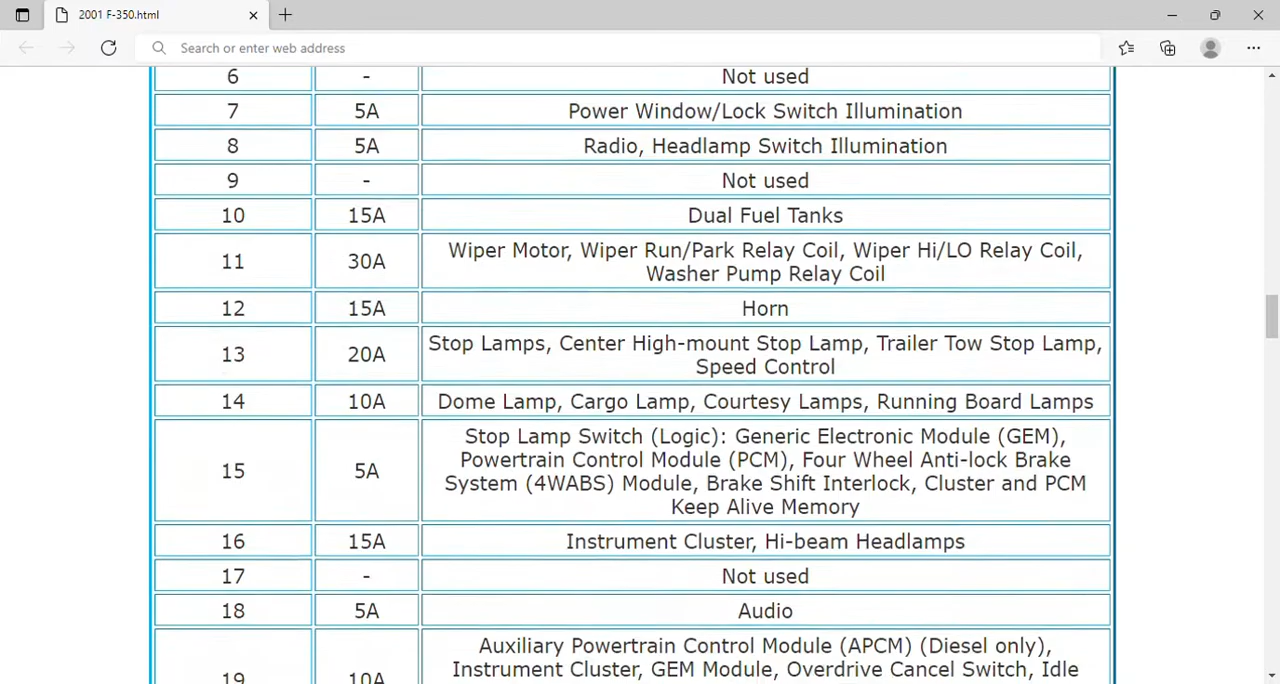 2001 F-350.html
Search or enter web address
6 - Not used
7 5A Power Window/Lock Switch Illumination
8 5A Radio, Headlamp Switch Illumination
9 - Not used
10 15A Dual Fuel Tanks
11 30A Wiper Motor, Wiper Run/Park Relay Coil, Wiper Hi/LO Relay Coil,
Washer Pump Relay Coil
12 15A Horn
13 20A Stop Lamps, Center High-mount Stop Lamp, Trailer Tow Stop Lamp,
Speed Control
14 10A Dome Lamp, Cargo Lamp, Courtesy Lamps, Running Board Lamps
15 5A Stop Lamp Switch (Logic): Generic Electronic Module (GEM),
Powertrain Control Module (PCM), Four Wheel Anti-lock Brake
System (4WABS) Module, Brake Shift Interlock, Cluster and PCM
Keep Alive Memory
16 15A Instrument Cluster, Hi-beam Headlamps
17 - Not used
18 5A Audio
19 10A Auxiliary Powertrain Control Module (APCM) (Diesel only),
Instrument Cluster, GEM Module, Overdrive Cancel Switch, Idle